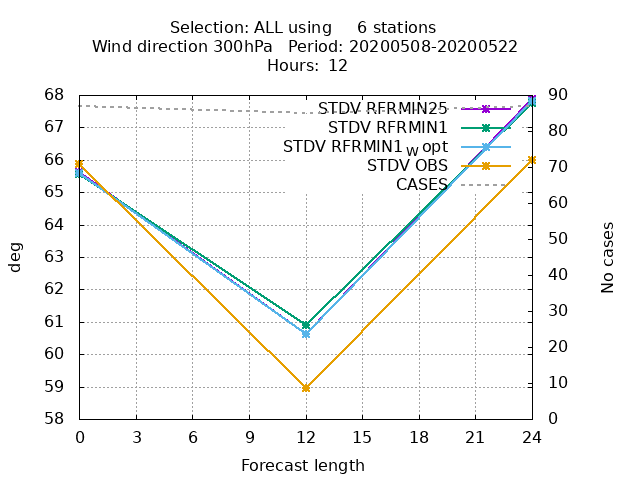 Selection: ALL using     6 stations
Wind direction 300hPa   Period: 20200508-20200522
Hours: 12
68
67
66
65
64
63
62
61
60
59
58
90
80
70
60
50
40
30
20
10
0
deg
No cases
STDV RFRMIN25
STDV RFRMIN1
STDV RFRMIN1_W opt
STDV OBS
CASES
0 3 6 9 12 15 18 21 24
Forecast length